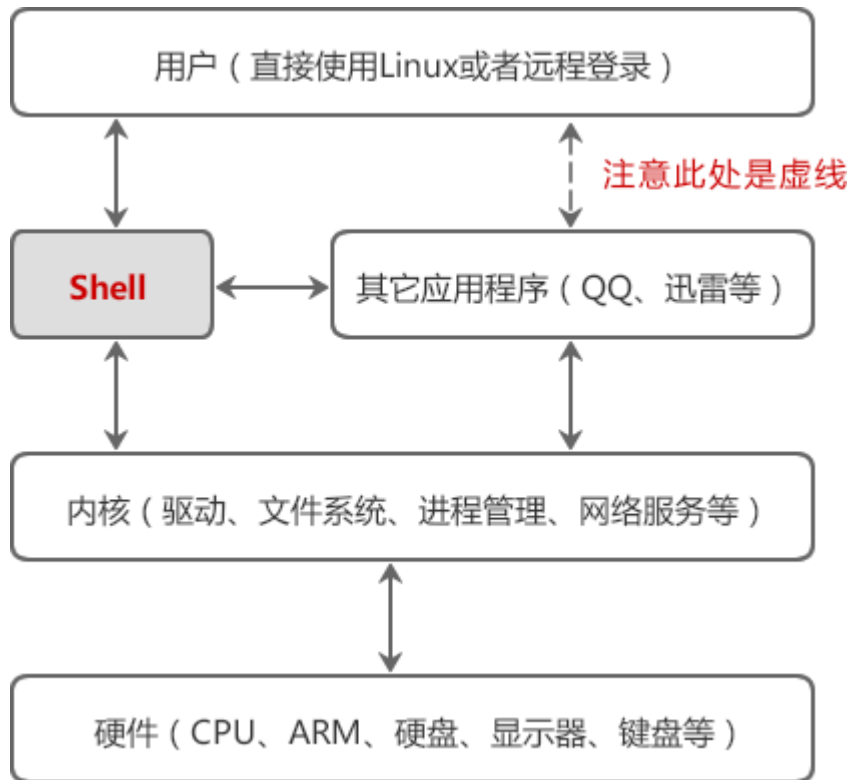 用户（直接使用Linux或者远程登录）
注意此处是虚线
Shell
其它应用程序（QQ、迅雷等）
内核（驱动、文件系统、进程管理、网络服务等）
硬件（CPU、ARM、硬盘、显示器、键盘等）